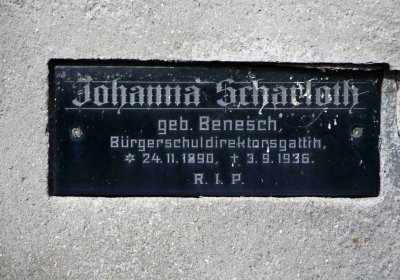 Johanna Scharloth
geb. Benesch,
Bürgerschuldirektorsgattin,
* 24.11.1890, † 3.9.1936.
R. I. P.